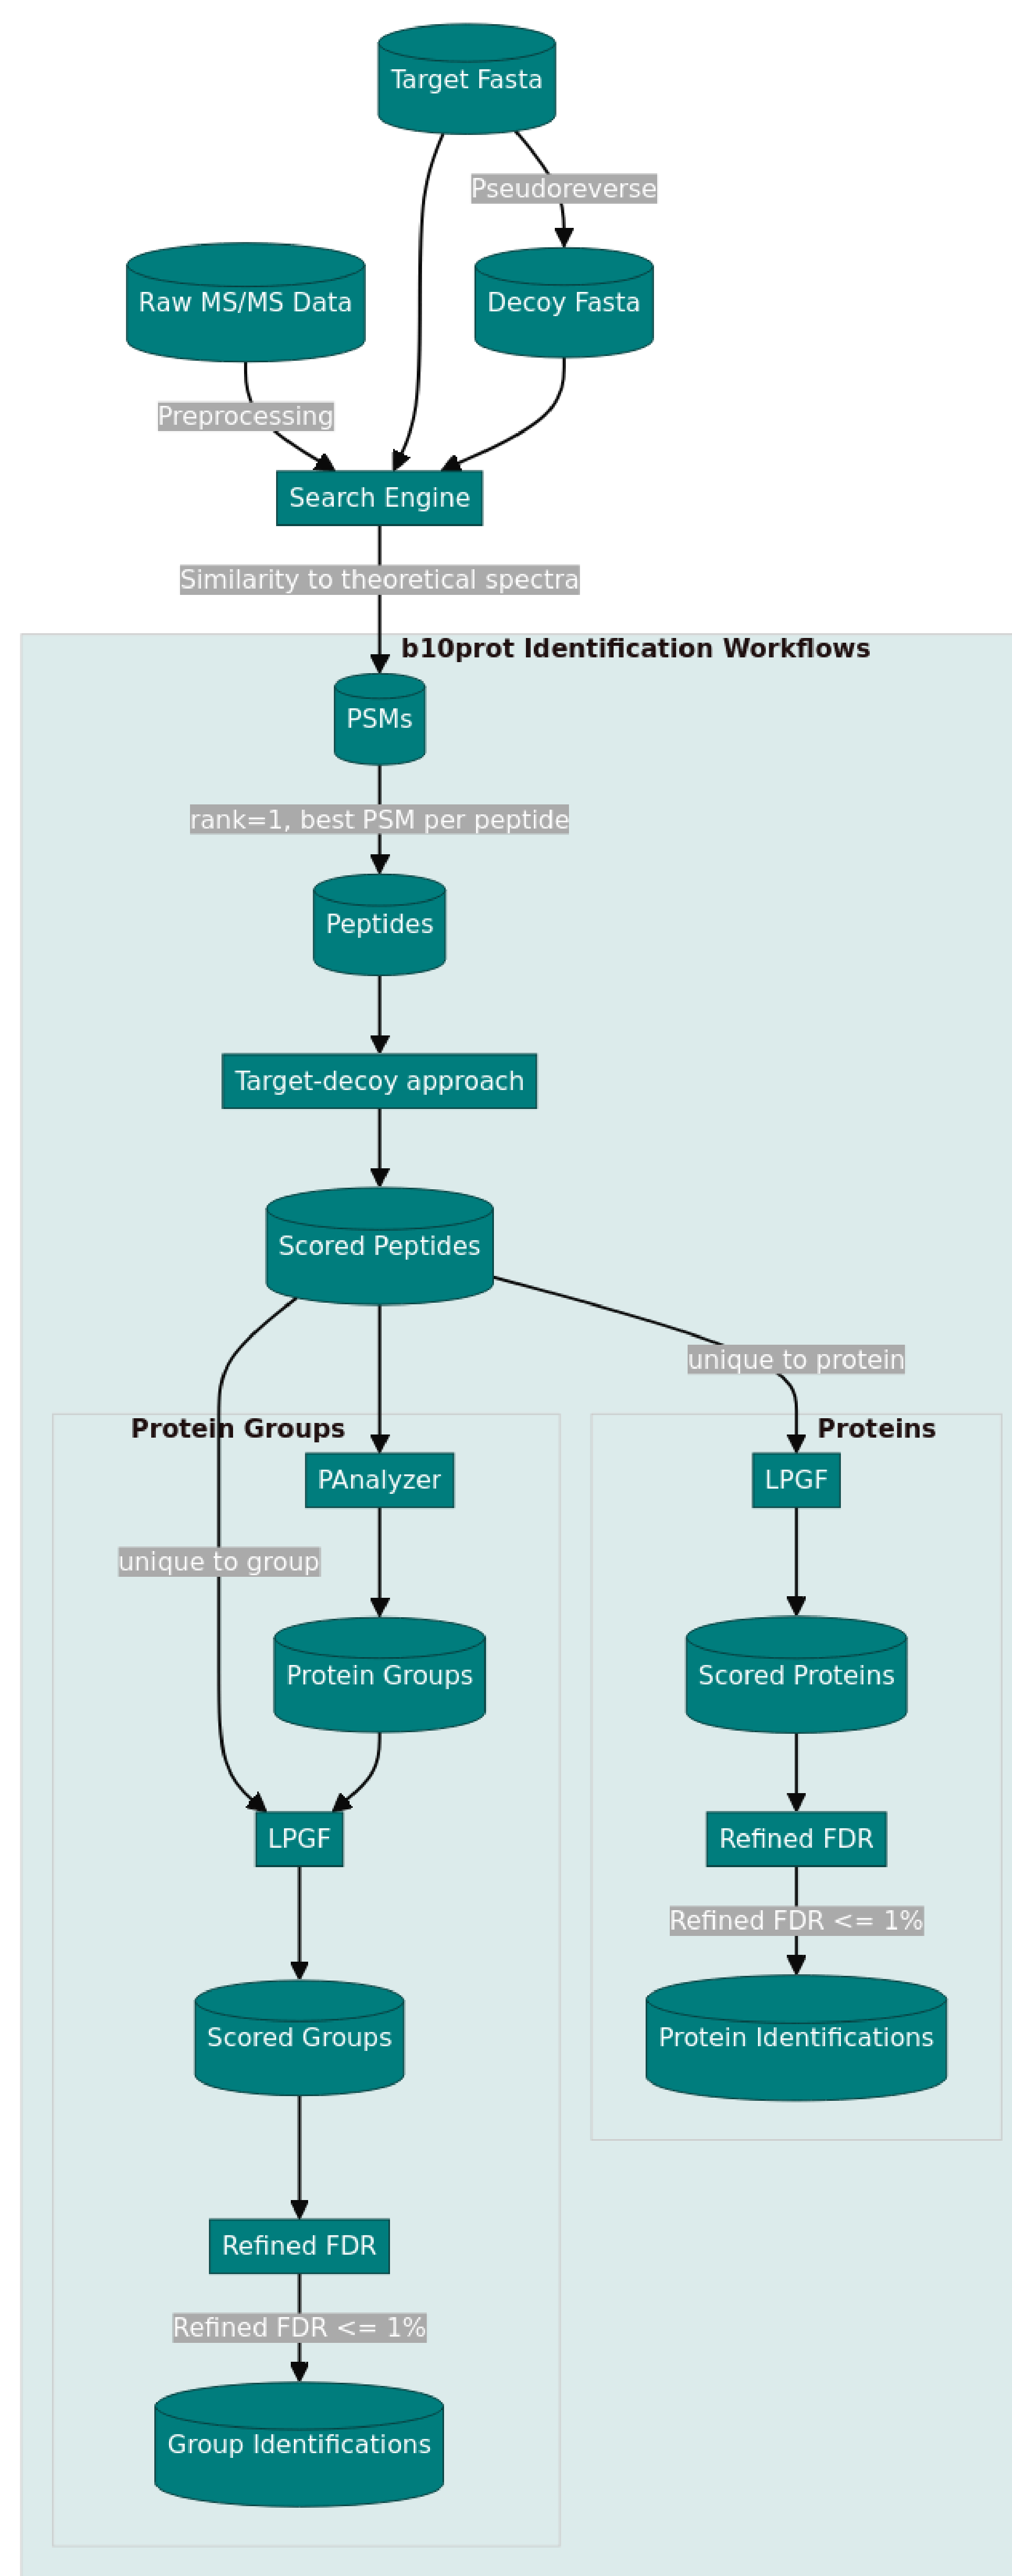 Target Fasta
Pseudoreverse
Raw MS/MS Data
Decoy Fasta
Preprocessing
Search Engine
Similarity to theoretical spectra
b10prot Identification Workflows
PSMs
rank=1, best PSM per peptide
Peptides
Target-decoy approach
Scored Peptides
unique to protein
Protein Groups
Proteins
PAnalyzer
LPGF
unique to group
Protein Groups
Scored Proteins
LPGF
Refined FDR
Refined FDR <= 1%
Scored Groups
Protein Identifications
Refined FDR
Refined FDR <= 1%
Group Identifications